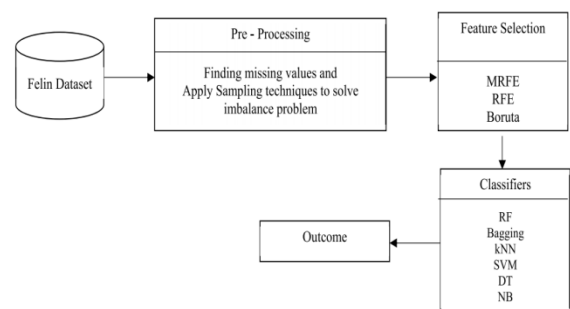 Felin Dataset
Pre - Processing
Finding missing values and
Apply Sampling techniques to solve
imbalance problem
Feature Selection
MRFE
RFE
Boruta
Classifiers
RF
Bagging
kNN
SVM
DT
NB
Outcome